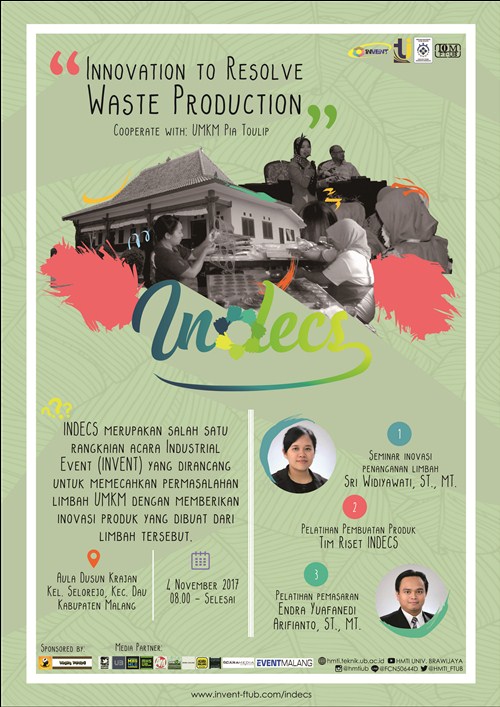 INVENT
IOM
FT-UB
“ Innovation to Resolve
Waste Production ”
Cooperate with: UMKM Pia Toulip
Indecs
???
INDECS merupakan salah satu
rangkaian acara Industrial
Event (INVENT) yang dirancang
untuk memecahkan permasalahan
limbah UMKM dengan memberikan
inovasi produk yang dibuat dari
limbah tersebut.
Aula Dusun Krajan
Kel. Selorejo, Kec. Dau
Kabupaten Malang
4 November 2017
08.00 - Selesai
1
Seminar inovasi
penanganan limbah
Sri Widiyawati, ST., MT.
2
Pelatihan Pembuatan Produk
Tim Riset INDECS
3
Pelatihan pemasaran
Endra Yuafanedi
Arifianto, ST., MT.
Sponsored by:
Media Partner:
EVENTMALANG
hmti.teknik.ub.ac.id HMTI UNIV. BRAWIJAYA
hmtiub @FCN5064D @HMTI_FTUB
www.invent-ftub.com/indecs